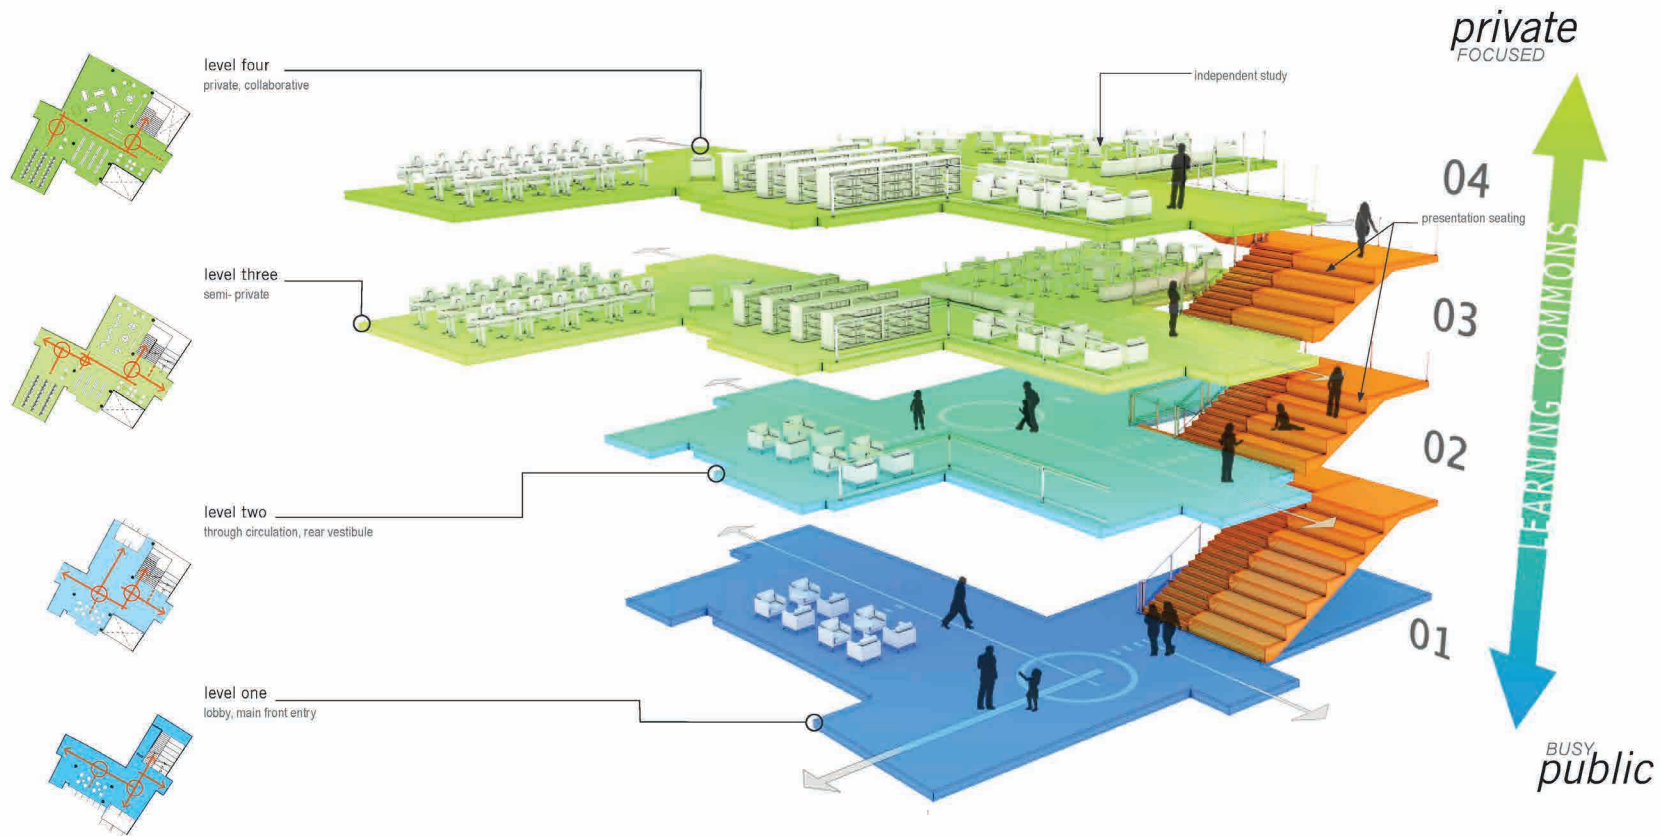 private
FOCUSED
level four
private, collaborative
independent study
04
presentation seating
level three
semi- private
03
LEARNING COMMONS
02
level two
through circulation, rear vestibule
01
level one
lobby, main front entry
BUSY
public